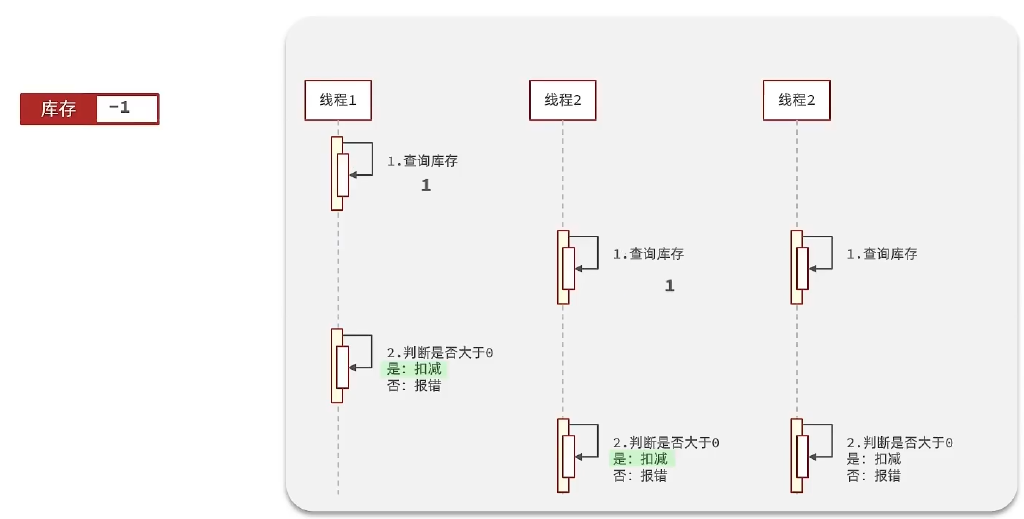 库存 -1
线程1
线程2
线程2
1.查询库存
1
1.查询库存
1
1.查询库存
2.判断是否大于0
是：扣减
否：报错
2.判断是否大于0
是：扣减
否：报错
2.判断是否大于0
是：扣减
否：报错